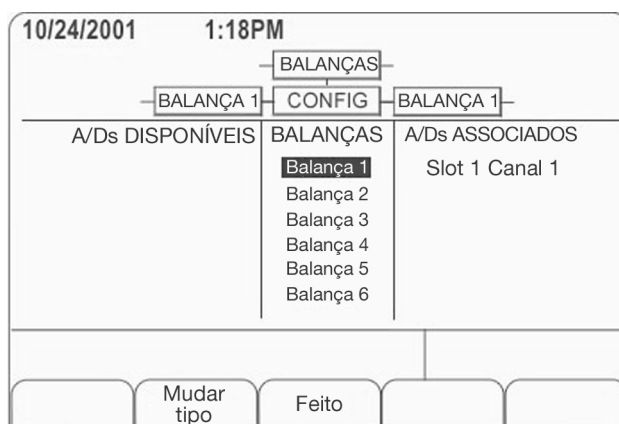 10/24/2001 1:18PM
BALANÇAS
BALANÇA 1 CONFIG BALANÇA 1
A/Ds DISPONÍVEIS BALANÇAS A/Ds ASSOCIADOS
Balança 1 Slot 1 Canal 1
Balança 2
Balança 3
Balança 4
Balança 5
Balança 6
Mudar
tipo
Feito